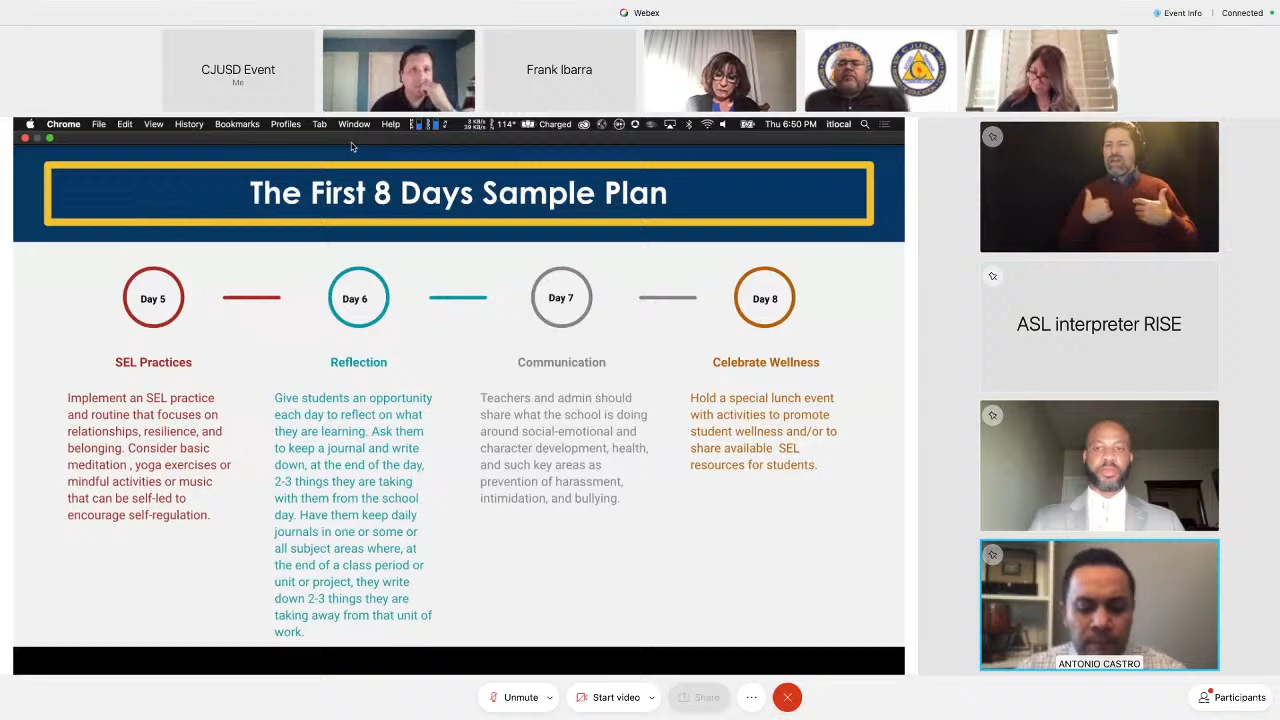 Webex
Event Info
Connected
CJUSD Event
Me
Frank Ibarra
Chrome File Edit View History Bookmarks Profiles Tab Window Help
114° Charged Thu 6:50 PM itlocal
The First 8 Days Sample Plan
Day 5
Day 6
Day 7
Day 8
SEL Practices
Implement an SEL practice
and routine that focuses on
relationships, resilience, and
belonging. Consider basic
meditation , yoga exercises or
mindful activities or music
that can be self-led to
encourage self-regulation.
Reflection
Give students an opportunity
each day to reflect on what
they are learning. Ask them
to keep a journal and write
down, at the end of the day,
2-3 things they are taking
with them from the school
day. Have them keep daily
journals in one or some or
all subject areas where, at
the end of a class period or
unit or project, they write
down 2-3 things they are
taking away from that unit of
work.
Communication
Teachers and admin should
share what the school is doing
around social-emotional and
character development, health,
and such key areas as
prevention of harassment,
intimidation, and bullying.
Celebrate Wellness
Hold a special lunch event
with activities to promote
student wellness and/or to
share available SEL
resources for students.
ASL interpreter RISE
ANTONIO CASTRO
Unmute
Start video
Share
Participants